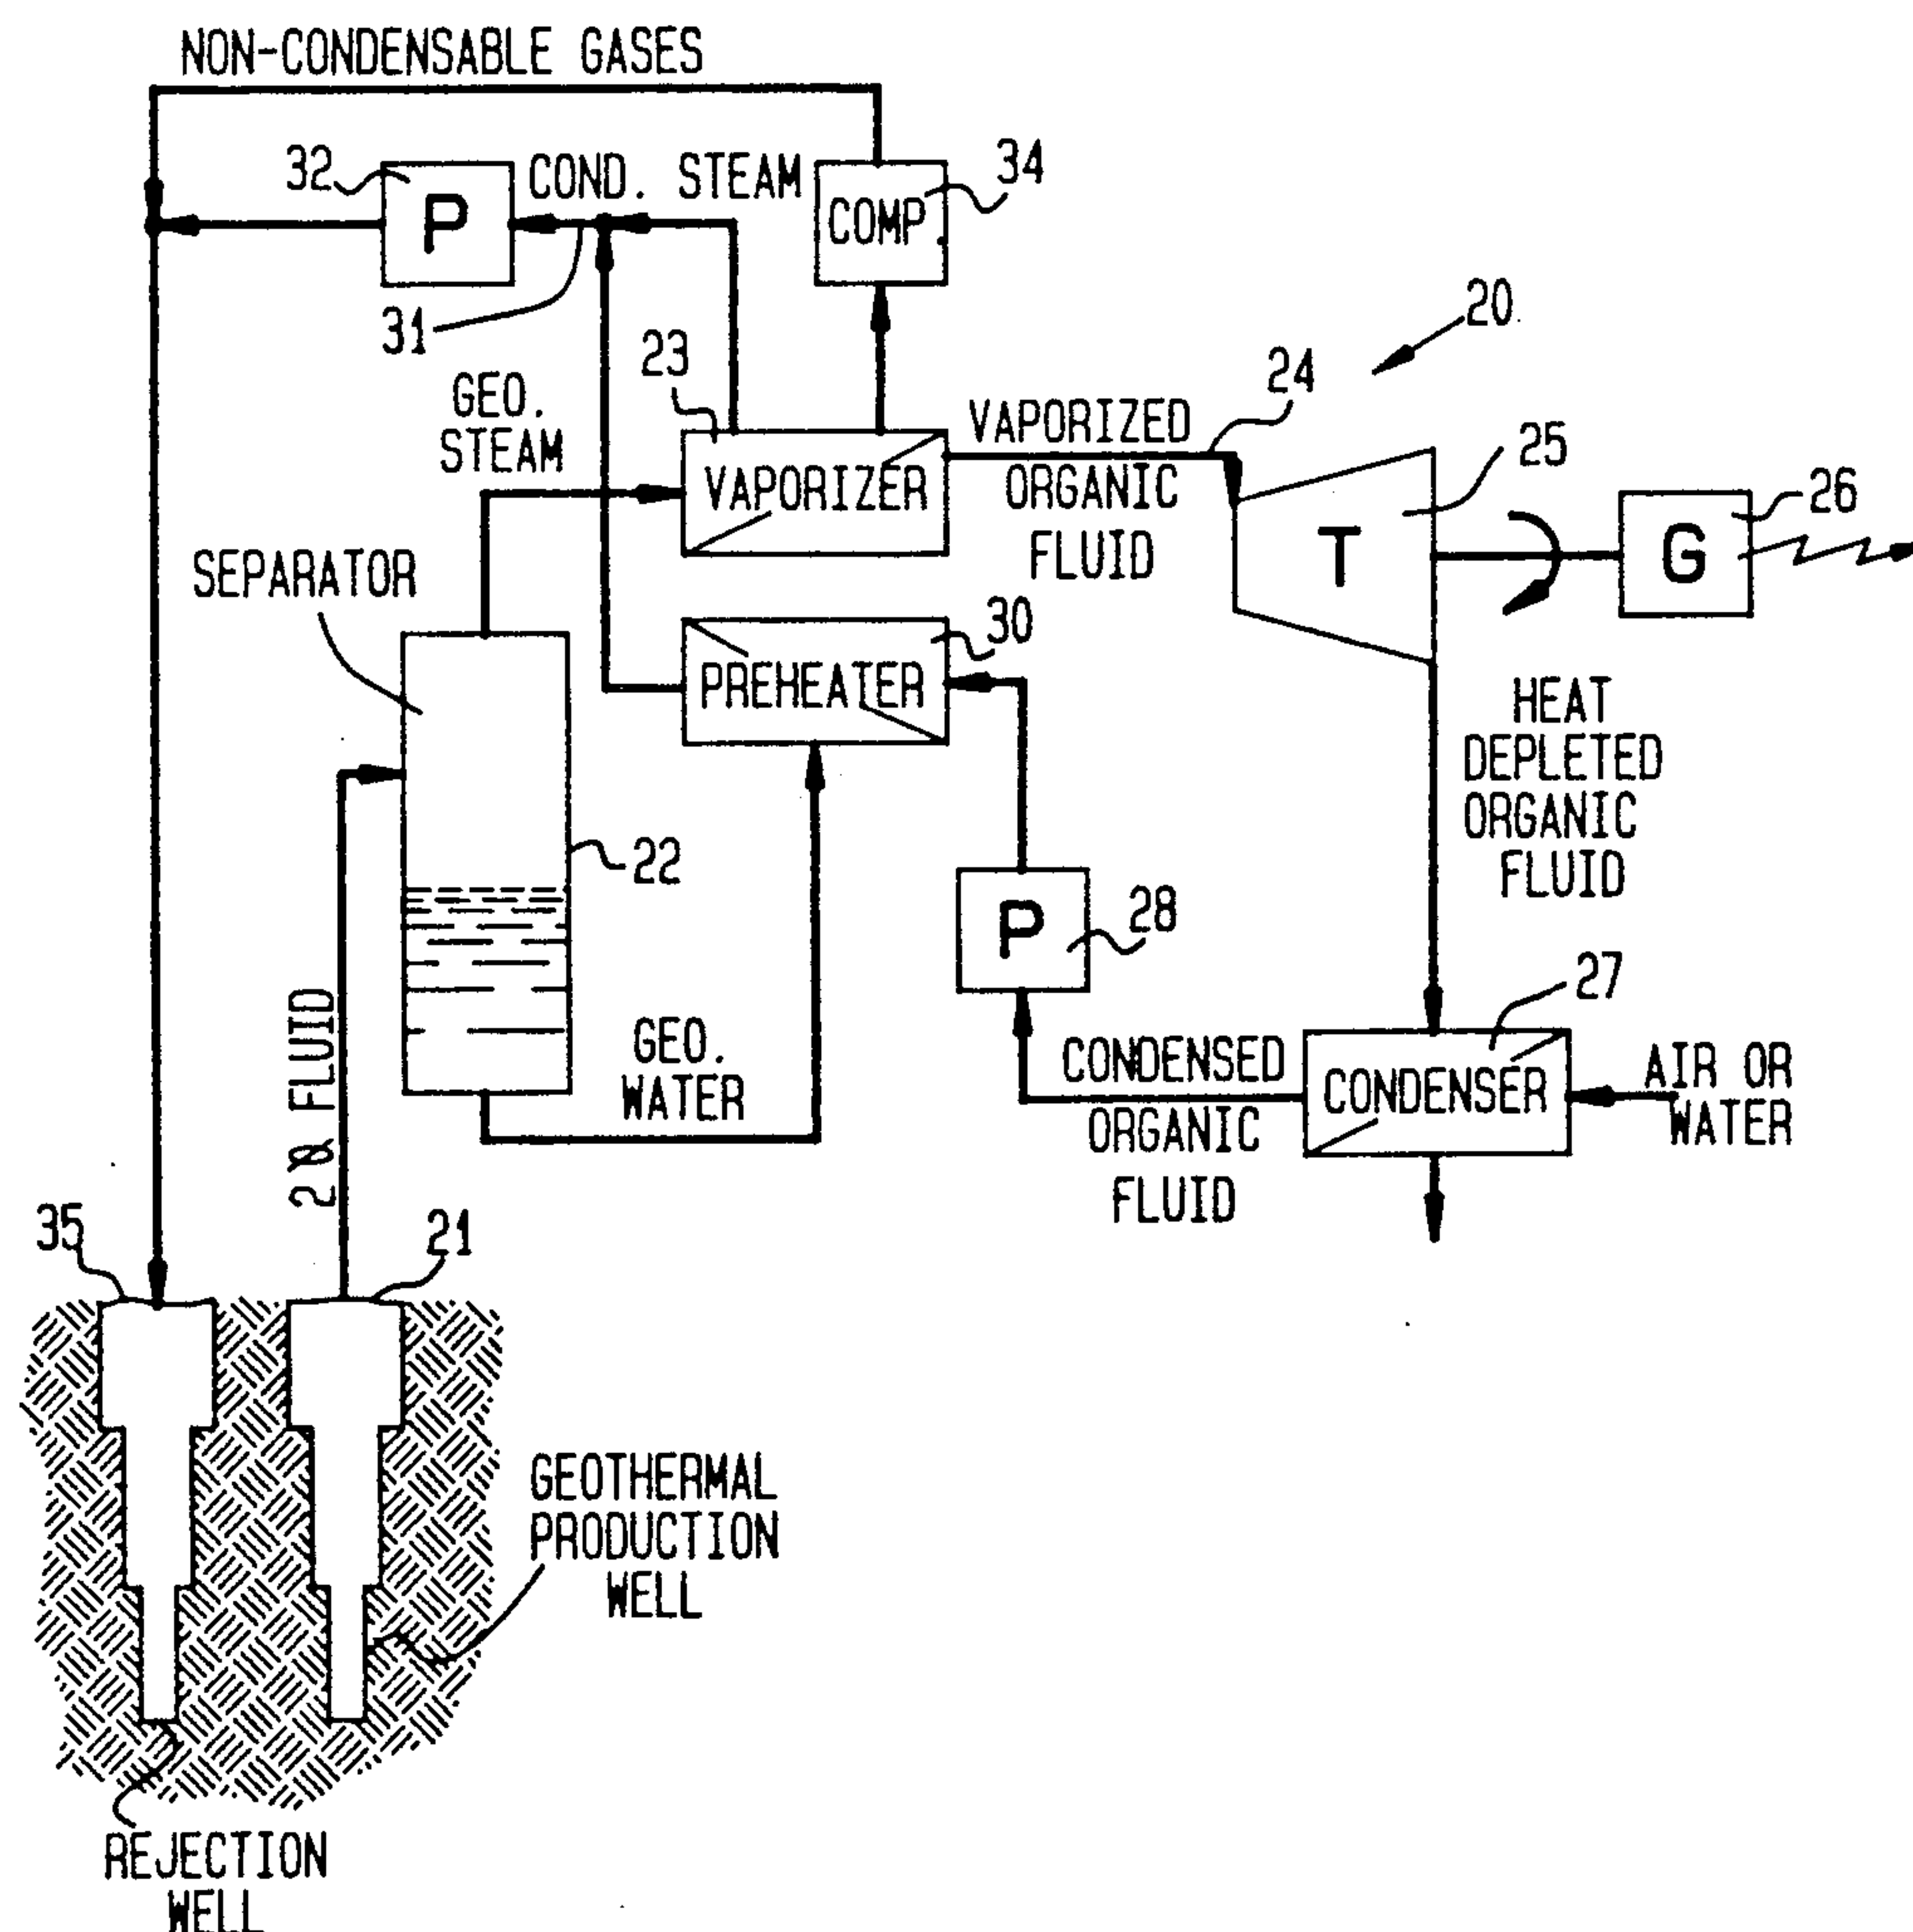 NON-CONDENSABLE GASES
32
P
COND. STEAM
COMP.
34
31
23
GEO.
STEAM
VAPORIZER
VAPORIZED
ORGANIC
FLUID
24
20
25
T
26
G
SEPARATOR
30
PREHEATER
HEAT
DEPLETED
ORGANIC
FLUID
22
P
28
27
2 Ø FLUID
GEO.
WATER
CONDENSED
ORGANIC
FLUID
CONDENSER
AIR OR
WATER
35
21
GEOTHERMAL
PRODUCTION
WELL
REJECTION
WELL